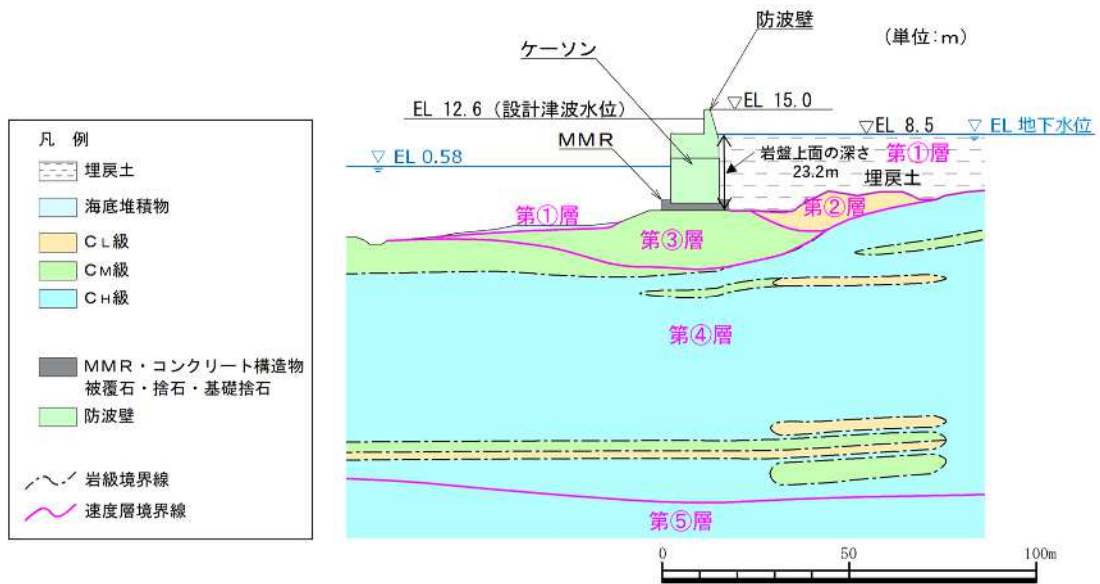 防波壁
(単位:m)
ケーソン
EL 12.6 (設計津波水位)
▽EL 15.0
▽EL 8.5
▽ EL 地下水位
MMR
岩盤上面の深さ
23.2m
第①層
埋戻土
▽ EL 0.58
第①層
第②層
第③層
第④層
第⑤層
凡 例
埋戻土
海底堆積物
CL級
CM級
CH級
MMR・コンクリート構造物
被覆石・捨石・基礎捨石
防波壁
岩級境界線
速度層境界線
0 50 100m